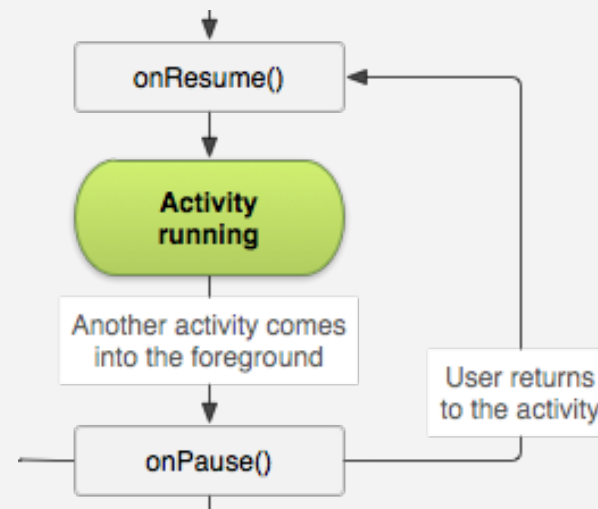 onResume()
Activity
running
Another activity comes
into the foreground
User returns
to the activity
onPause()